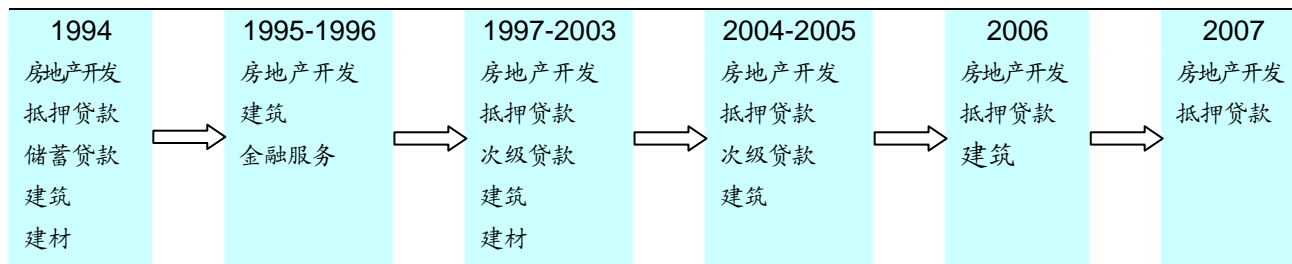 1994
房地产开发
抵押贷款
储蓄贷款
建筑
建材
1995-1996
房地产开发
建筑
金融服务
1997-2003
房地产开发
抵押贷款
次级贷款
建筑
建材
2004-2005
房地产开发
抵押贷款
次级贷款
建筑
2006
房地产开发
抵押贷款
建筑
2007
房地产开发
抵押贷款